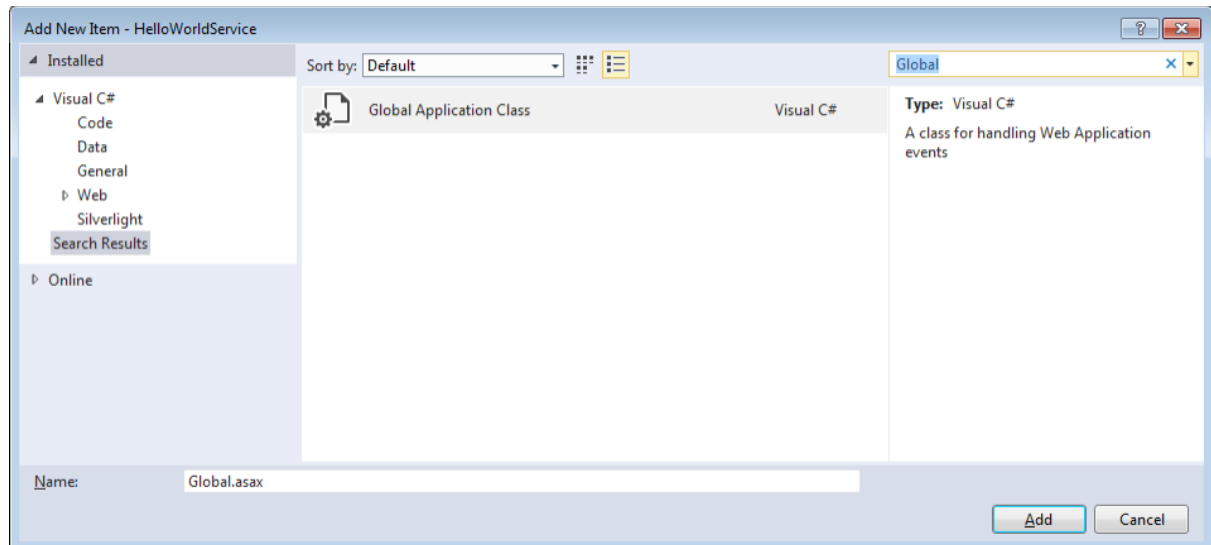 Add New Item - HelloWorldService
Installed
Sort by: Default
Global
Visual C#
Code
Data
General
Web
Silverlight
Search Results
Online
Global Application Class Visual C#
Type: Visual C#
A class for handling Web Application
events
Name: Global.asax
Add Cancel